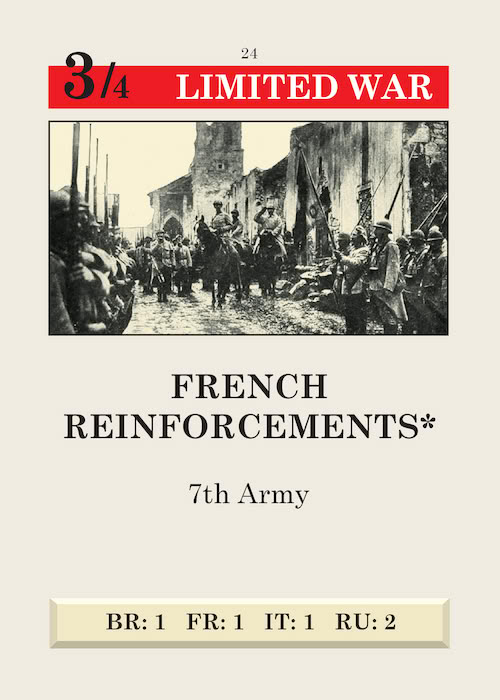 24
3/4 LIMITED WAR
FRENCH
REINFORCEMENTS*
7th Army
BR: 1 FR: 1 IT: 1 RU: 2